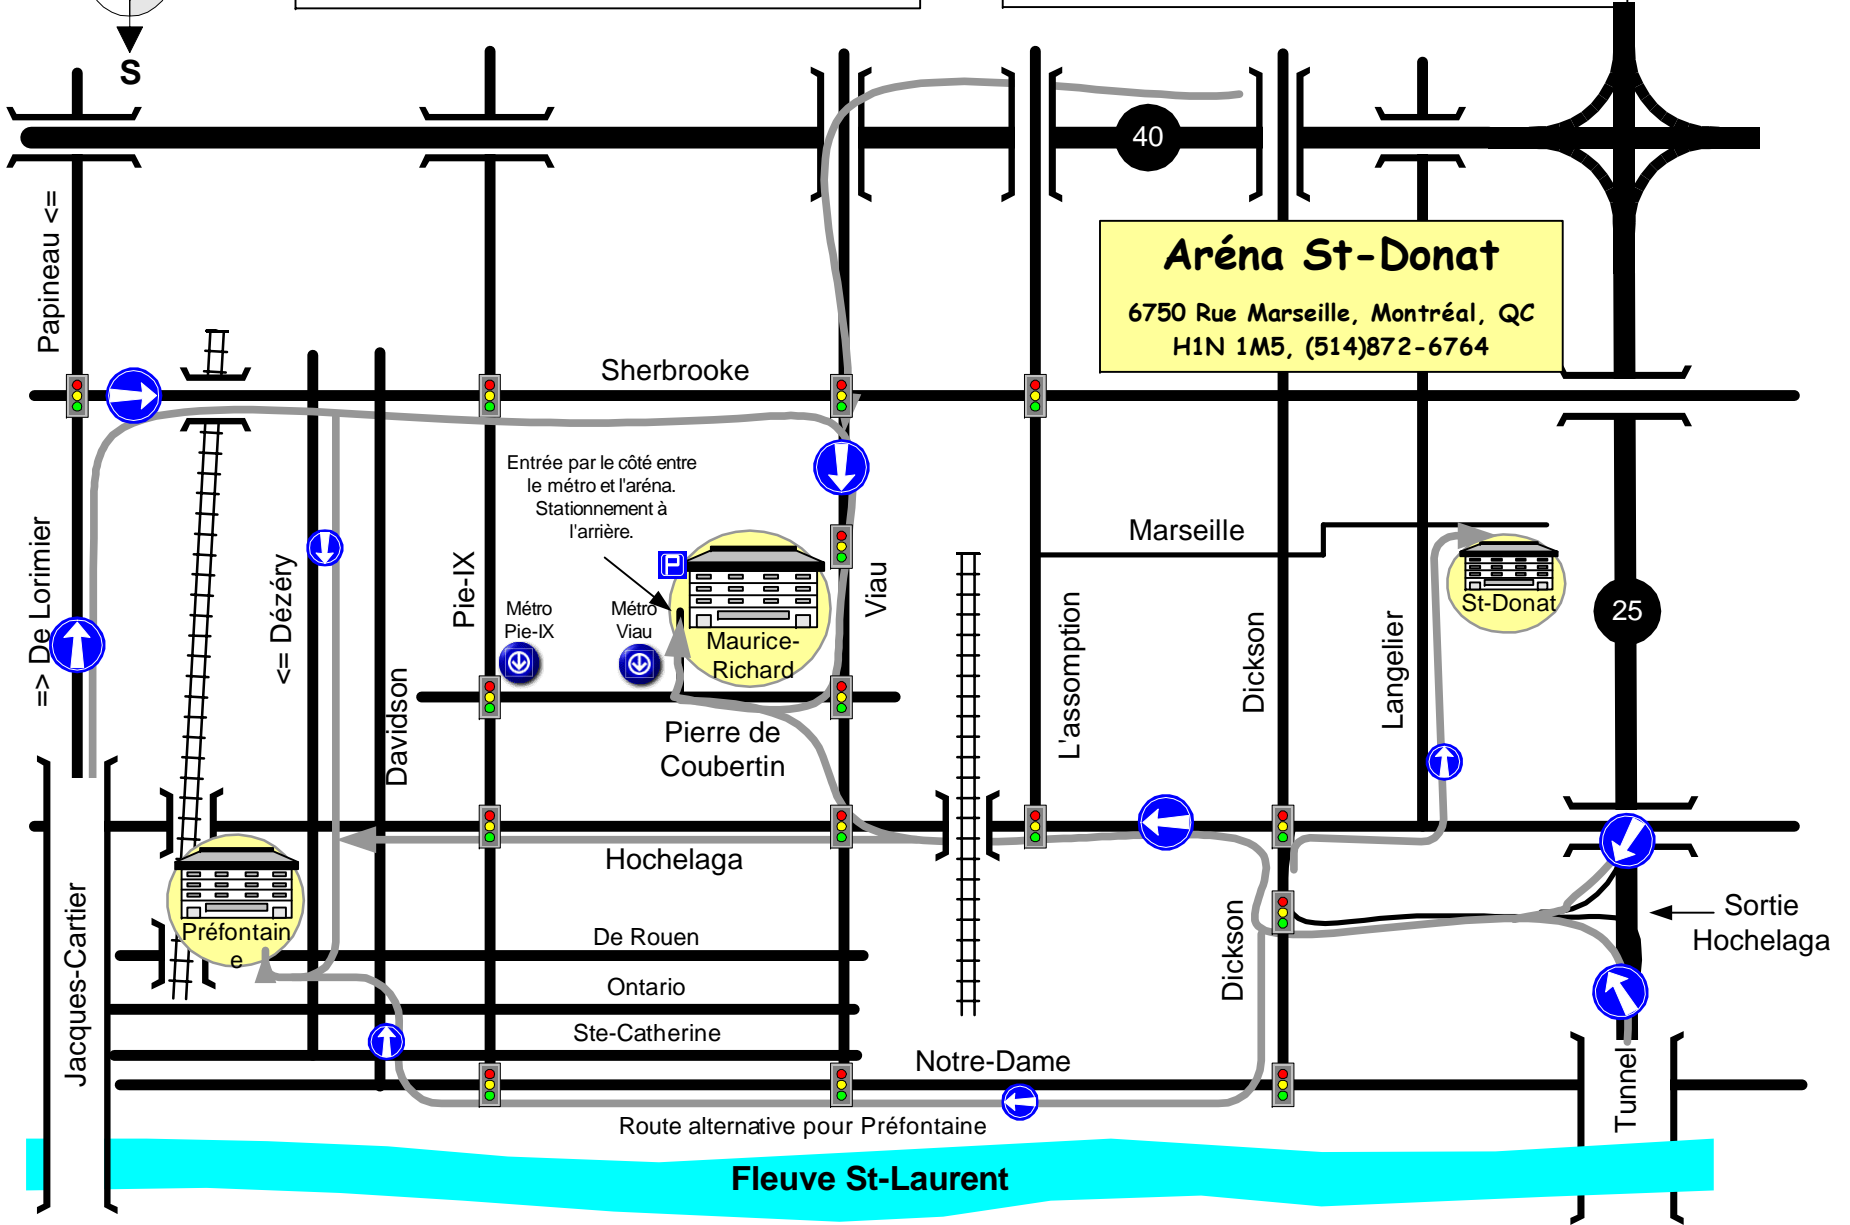 S
40
Papineau <=
Aréna St-Donat
6750 Rue Marseille, Montréal, QC
H1N 1M5, (514)872-6764
Sherbrooke
Entrée par le côté entre
le métro et l'aréna.
Stationnement à
l'arrière.
P
Marseille
=> De Lorimier
<= Dézéry
Davidson
Pie-IX
Métro
Pie-IX
Métro
Viau
Maurice-
Richard
Viau
L'assomption
Dickson
Langelier
St-Donat
25
Pierre de
Coubertin
Hochelaga
Préfontain
e
De Rouen
Ontario
Ste-Catherine
Notre-Dame
Dickson
Sortie
Hochelaga
Jacques-Cartier
Tunnel
Route alternative pour Préfontaine
Fleuve St-Laurent